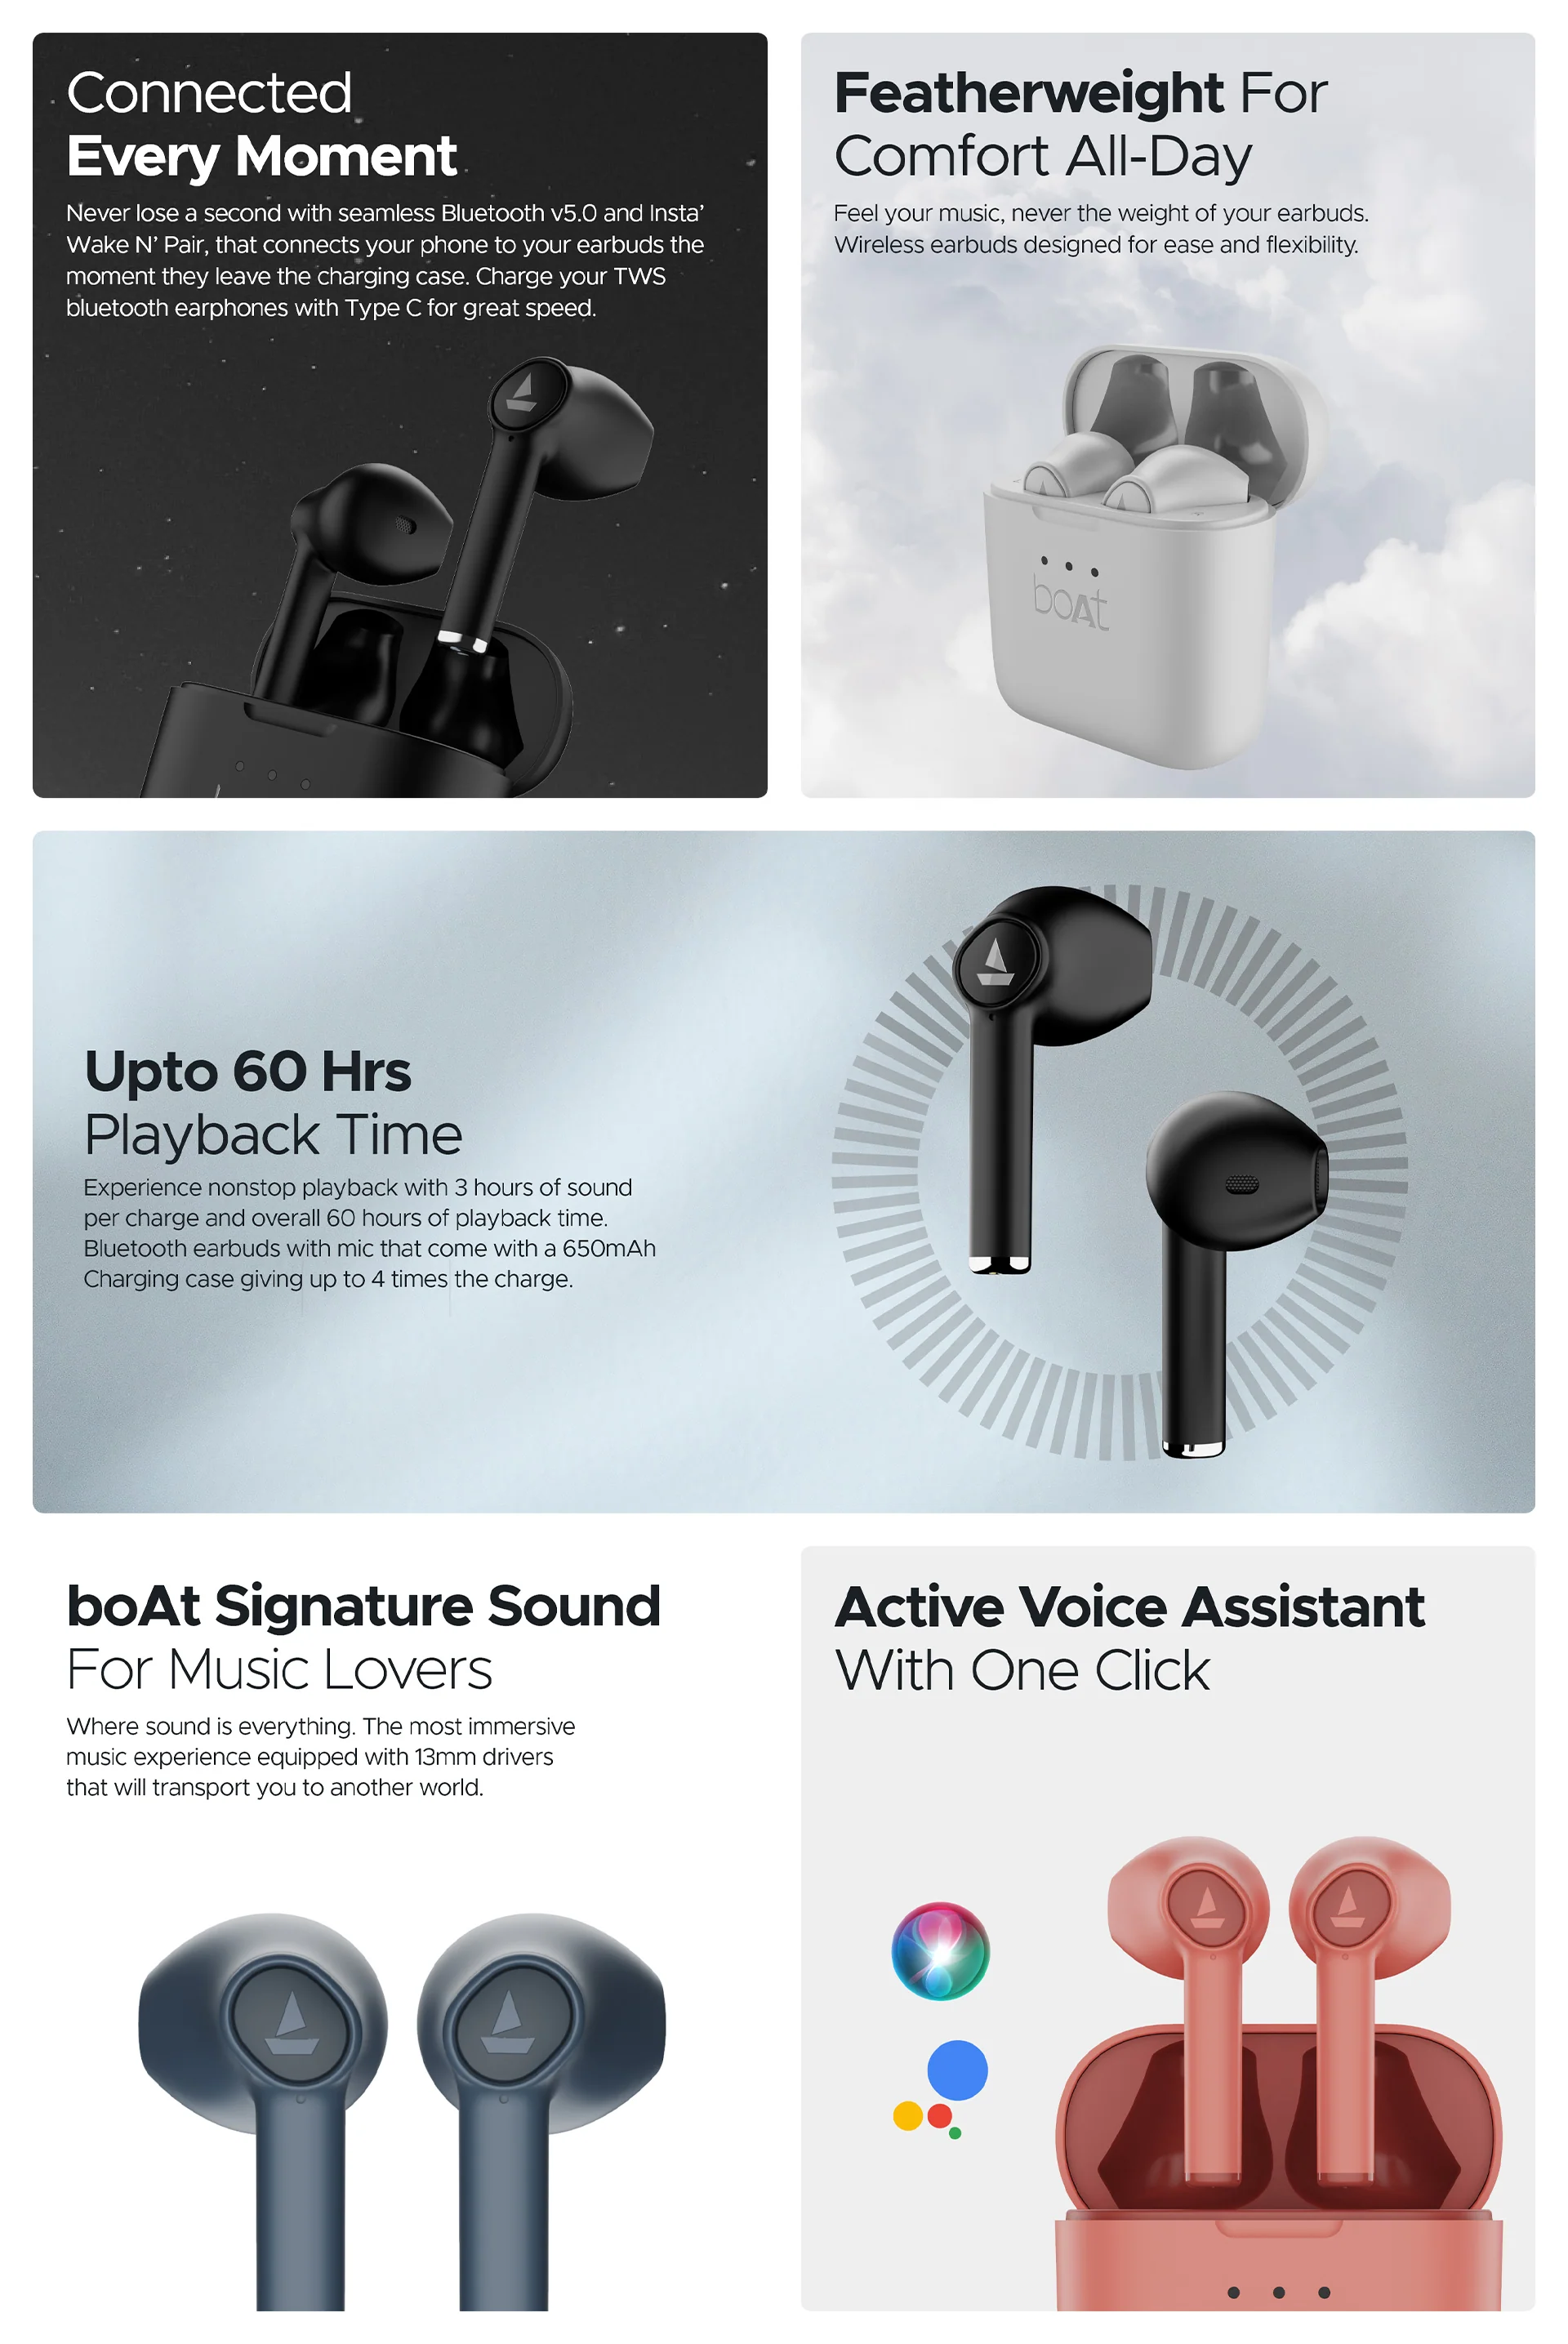 Connected
Every Moment
Never lose a second with seamless Bluetooth v5.0 and Insta'
Wake N' Pair, that connects your phone to your earbuds the
moment they leave the charging case. Charge your TWS
bluetooth earphones with Type C for great speed.
Featherweight For
Comfort All-Day
Feel your music, never the weight of your earbuds.
Wireless earbuds designed for ease and flexibility.
boAt
Upto 60 Hrs
Playback Time
Experience nonstop playback with 3 hours of sound
per charge and overall 60 hours of playback time.
Bluetooth earbuds with mic that come with a 650mAh
Charging case giving up to 4 times the charge.
boAt Signature Sound
For Music Lovers
Where sound is everything. The most immersive
music experience equipped with 13mm drivers
that will transport you to another world.
Active Voice Assistant
With One Click